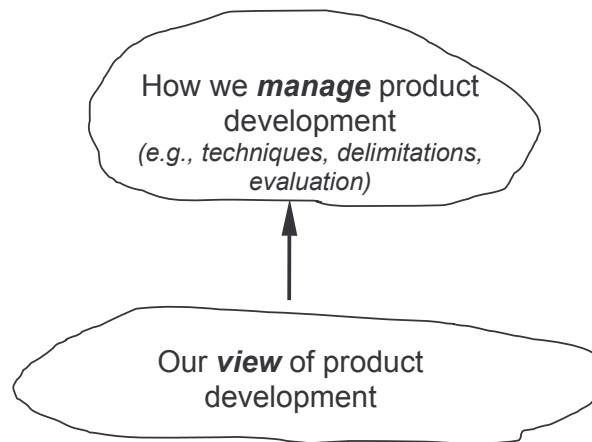 How we manage product
development
(e.g., techniques, delimitations,
evaluation)
Our view of product
development